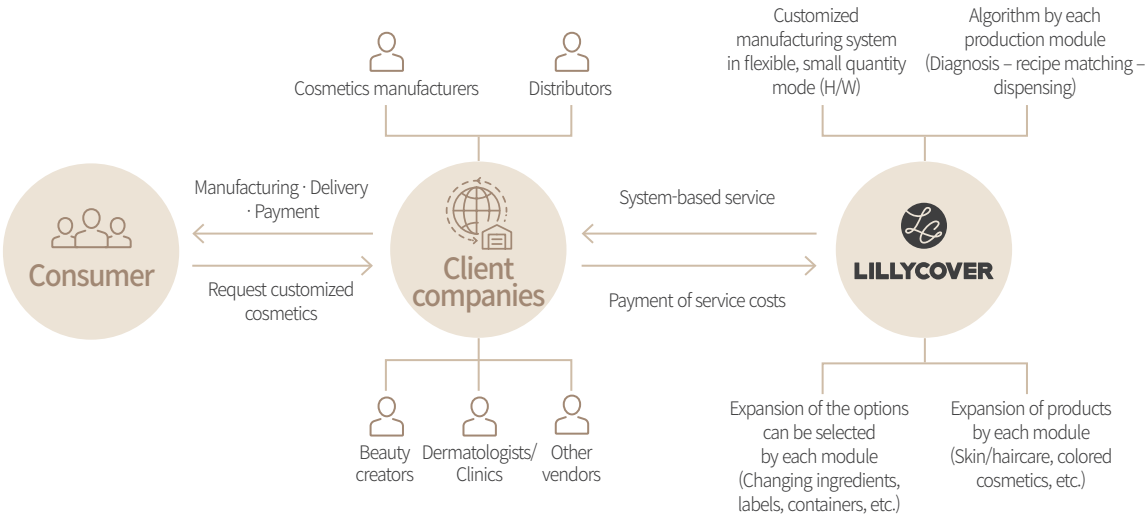 Customized
manufacturing system
in flexible, small quantity
mode (H/W)
Algorithm by each
production module
(Diagnosis – recipe matching –
dispensing)
Cosmetics manufacturers
Distributors
Manufacturing · Delivery
· Payment
System-based service
LC
Consumer
Client
companies
LILLYCOVER
Request customized
cosmetics
Payment of service costs
Beauty
creators
Dermatologists/
Clinics
Other
vendors
Expansion of the options
can be selected
by each module
(Changing ingredients,
labels, containers, etc.)
Expansion of products
by each module
(Skin/haircare, colored
cosmetics, etc.)